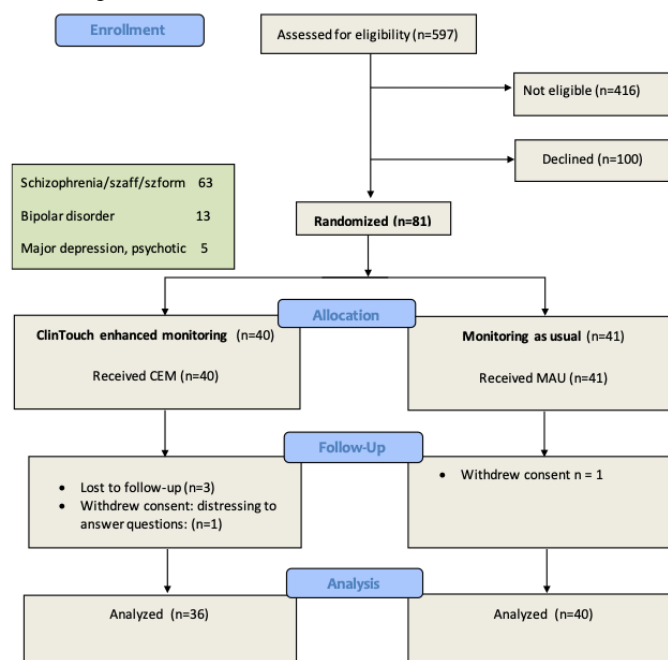 Enrollment
Assessed for eligibility (n=597)
Not eligible (n=416)
Declined (n=100)
Schizophrenia/szaff/szform 63
Bipolar disorder 13
Major depression, psychotic 5
Randomized (n=81)
Allocation
ClinTouch enhanced monitoring (n=40)
Received CEM (n=40)
Monitoring as usual (n=41)
Received MAU (n=41)
Follow-Up
• Lost to follow-up (n=3)
• Withdrew consent: distressing to
answer questions: (n=1)
• Withdrew consent n = 1
Analysis
Analyzed (n=36)
Analyzed (n=40)